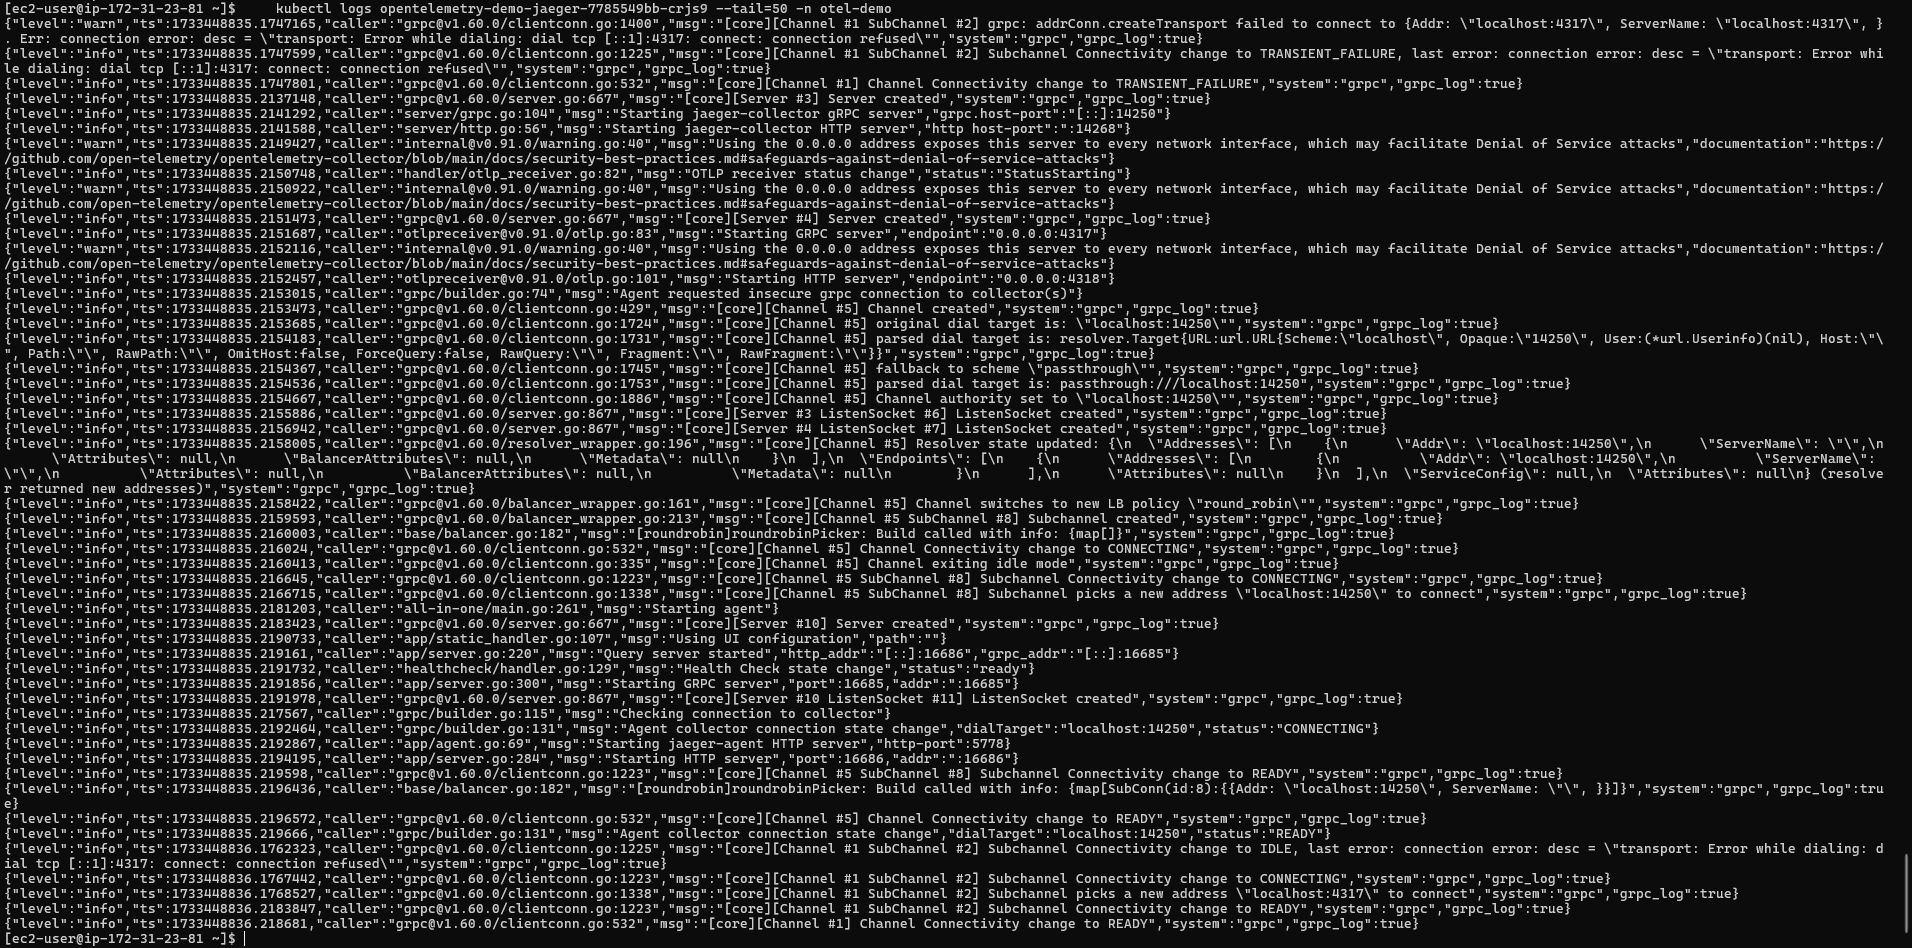 [ec2-user@ip-172-31-23-81 ~]$     kubectl logs opentelemetry-demo-jaeger-7785549bb-crjs9 --tail=50 -n otel-demo
{"level":"warn","ts":1733448835.1747165,"caller":"grpc@v1.60.0/clientconn.go:1400","msg":"[core][Channel #1 SubChannel #2] grpc: addrConn.createTransport failed to connect to {Addr: \"localhost:4317\", ServerName: \"localhost:4317\", }
. Err: connection error: desc = \"transport: Error while dialing: dial tcp [::1]:4317: connect: connection refused\"","system":"grpc","grpc_log":true}
{"level":"info","ts":1733448835.1747599,"caller":"grpc@v1.60.0/clientconn.go:1225","msg":"[core][Channel #1 SubChannel #2] Subchannel Connectivity change to TRANSIENT_FAILURE, last error: connection error: desc = \"transport: Error whi
le dialing: dial tcp [::1]:4317: connect: connection refused\"","system":"grpc","grpc_log":true}
{"level":"info","ts":1733448835.1747801,"caller":"grpc@v1.60.0/clientconn.go:532","msg":"[core][Channel #1] Channel Connectivity change to TRANSIENT_FAILURE","system":"grpc","grpc_log":true}
{"level":"info","ts":1733448835.2137148,"caller":"grpc@v1.60.0/server.go:667","msg":"[core][Server #3] Server created","system":"grpc","grpc_log":true}
{"level":"info","ts":1733448835.2141292,"caller":"server/grpc.go:104","msg":"Starting jaeger-collector gRPC server","grpc.host-port":"[::]:14250"}
{"level":"info","ts":1733448835.2141588,"caller":"server/http.go:56","msg":"Starting jaeger-collector HTTP server","http host-port":":14268"}
{"level":"warn","ts":1733448835.2149427,"caller":"internal@v0.91.0/warning.go:40","msg":"Using the 0.0.0.0 address exposes this server to every network interface, which may facilitate Denial of Service attacks","documentation":"https:/
/github.com/open-telemetry/opentelemetry-collector/blob/main/docs/security-best-practices.md#safeguards-against-denial-of-service-attacks"}
{"level":"info","ts":1733448835.2150748,"caller":"handler/otlp_receiver.go:82","msg":"OTLP receiver status change","status":"StatusStarting"}
{"level":"warn","ts":1733448835.2150922,"caller":"internal@v0.91.0/warning.go:40","msg":"Using the 0.0.0.0 address exposes this server to every network interface, which may facilitate Denial of Service attacks","documentation":"https:/
/github.com/open-telemetry/opentelemetry-collector/blob/main/docs/security-best-practices.md#safeguards-against-denial-of-service-attacks"}
{"level":"info","ts":1733448835.2151473,"caller":"grpc@v1.60.0/server.go:667","msg":"[core][Server #4] Server created","system":"grpc","grpc_log":true}
{"level":"info","ts":1733448835.2151687,"caller":"otlpreceiver@v0.91.0/otlp.go:83","msg":"Starting GRPC server","endpoint":"0.0.0.0:4317"}
{"level":"warn","ts":1733448835.2152116,"caller":"internal@v0.91.0/warning.go:40","msg":"Using the 0.0.0.0 address exposes this server to every network interface, which may facilitate Denial of Service attacks","documentation":"https:/
/github.com/open-telemetry/opentelemetry-collector/blob/main/docs/security-best-practices.md#safeguards-against-denial-of-service-attacks"}
{"level":"info","ts":1733448835.2152457,"caller":"otlpreceiver@v0.91.0/otlp.go:101","msg":"Starting HTTP server","endpoint":"0.0.0.0:4318"}
{"level":"info","ts":1733448835.2153015,"caller":"grpc/builder.go:74","msg":"Agent requested insecure grpc connection to collector(s)"}
{"level":"info","ts":1733448835.2153473,"caller":"grpc@v1.60.0/clientconn.go:429","msg":"[core][Channel #5] Channel created","system":"grpc","grpc_log":true}
{"level":"info","ts":1733448835.2153685,"caller":"grpc@v1.60.0/clientconn.go:1724","msg":"[core][Channel #5] original dial target is: \"localhost:14250\"","system":"grpc","grpc_log":true}
{"level":"info","ts":1733448835.2154183,"caller":"grpc@v1.60.0/clientconn.go:1731","msg":"[core][Channel #5] parsed dial target is: resolver.Target{URL:url.URL{Scheme:\"localhost\", Opaque:\"14250\", User:(*url.Userinfo)(nil), Host:\"\
", Path:\"\", RawPath:\"\", OmitHost:false, ForceQuery:false, RawQuery:\"\", Fragment:\"\", RawFragment:\"\"}}","system":"grpc","grpc_log":true}
{"level":"info","ts":1733448835.2154367,"caller":"grpc@v1.60.0/clientconn.go:1745","msg":"[core][Channel #5] fallback to scheme \"passthrough\"","system":"grpc","grpc_log":true}
{"level":"info","ts":1733448835.2154536,"caller":"grpc@v1.60.0/clientconn.go:1753","msg":"[core][Channel #5] parsed dial target is: passthrough:///localhost:14250","system":"grpc","grpc_log":true}
{"level":"info","ts":1733448835.2154667,"caller":"grpc@v1.60.0/clientconn.go:1886","msg":"[core][Channel #5] Channel authority set to \"localhost:14250\"","system":"grpc","grpc_log":true}
{"level":"info","ts":1733448835.2155886,"caller":"grpc@v1.60.0/server.go:867","msg":"[core][Server #3 ListenSocket #6] ListenSocket created","system":"grpc","grpc_log":true}
{"level":"info","ts":1733448835.2156942,"caller":"grpc@v1.60.0/server.go:867","msg":"[core][Server #4 ListenSocket #7] ListenSocket created","system":"grpc","grpc_log":true}
{"level":"info","ts":1733448835.2158005,"caller":"grpc@v1.60.0/resolver_wrapper.go:196","msg":"[core][Channel #5] Resolver state updated: {\n  \"Addresses\": [\n    {\n      \"Addr\": \"localhost:14250\",\n      \"ServerName\": \"\",\n
      \"Attributes\": null,\n      \"BalancerAttributes\": null,\n      \"Metadata\": null\n    }\n  ],\n  \"Endpoints\": [\n    {\n      \"Addresses\": [\n        {\n          \"Addr\": \"localhost:14250\",\n          \"ServerName\":
\"\",\n          \"Attributes\": null,\n          \"BalancerAttributes\": null,\n          \"Metadata\": null\n        }\n      ],\n      \"Attributes\": null\n    }\n  ],\n  \"ServiceConfig\": null,\n  \"Attributes\": null\n} (resolve
r returned new addresses)","system":"grpc","grpc_log":true}
{"level":"info","ts":1733448835.2158422,"caller":"grpc@v1.60.0/balancer_wrapper.go:161","msg":"[core][Channel #5] Channel switches to new LB policy \"round_robin\"","system":"grpc","grpc_log":true}
{"level":"info","ts":1733448835.2159593,"caller":"grpc@v1.60.0/balancer_wrapper.go:213","msg":"[core][Channel #5 SubChannel #8] Subchannel created","system":"grpc","grpc_log":true}
{"level":"info","ts":1733448835.2160003,"caller":"base/balancer.go:182","msg":"[roundrobin]roundrobinPicker: Build called with info: {map[]}","system":"grpc","grpc_log":true}
{"level":"info","ts":1733448835.216024,"caller":"grpc@v1.60.0/clientconn.go:532","msg":"[core][Channel #5] Channel Connectivity change to CONNECTING","system":"grpc","grpc_log":true}
{"level":"info","ts":1733448835.2160413,"caller":"grpc@v1.60.0/clientconn.go:335","msg":"[core][Channel #5] Channel exiting idle mode","system":"grpc","grpc_log":true}
{"level":"info","ts":1733448835.216645,"caller":"grpc@v1.60.0/clientconn.go:1223","msg":"[core][Channel #5 SubChannel #8] Subchannel Connectivity change to CONNECTING","system":"grpc","grpc_log":true}
{"level":"info","ts":1733448835.2166715,"caller":"grpc@v1.60.0/clientconn.go:1338","msg":"[core][Channel #5 SubChannel #8] Subchannel picks a new address \"localhost:14250\" to connect","system":"grpc","grpc_log":true}
{"level":"info","ts":1733448835.2181203,"caller":"all-in-one/main.go:261","msg":"Starting agent"}
{"level":"info","ts":1733448835.2183423,"caller":"grpc@v1.60.0/server.go:667","msg":"[core][Server #10] Server created","system":"grpc","grpc_log":true}
{"level":"info","ts":1733448835.2190733,"caller":"app/static_handler.go:107","msg":"Using UI configuration","path":""}
{"level":"info","ts":1733448835.219161,"caller":"app/server.go:220","msg":"Query server started","http_addr":"[::]:16686","grpc_addr":"[::]:16685"}
{"level":"info","ts":1733448835.2191732,"caller":"healthcheck/handler.go:129","msg":"Health Check state change","status":"ready"}
{"level":"info","ts":1733448835.2191856,"caller":"app/server.go:300","msg":"Starting GRPC server","port":16685,"addr":":16685"}
{"level":"info","ts":1733448835.2191978,"caller":"grpc@v1.60.0/server.go:867","msg":"[core][Server #10 ListenSocket #11] ListenSocket created","system":"grpc","grpc_log":true}
{"level":"info","ts":1733448835.217567,"caller":"grpc/builder.go:115","msg":"Checking connection to collector"}
{"level":"info","ts":1733448835.2192464,"caller":"grpc/builder.go:131","msg":"Agent collector connection state change","dialTarget":"localhost:14250","status":"CONNECTING"}
{"level":"info","ts":1733448835.2192867,"caller":"app/agent.go:69","msg":"Starting jaeger-agent HTTP server","http-port":5778}
{"level":"info","ts":1733448835.2194195,"caller":"app/server.go:284","msg":"Starting HTTP server","port":16686,"addr":":16686"}
{"level":"info","ts":1733448835.219598,"caller":"grpc@v1.60.0/clientconn.go:1223","msg":"[core][Channel #5 SubChannel #8] Subchannel Connectivity change to READY","system":"grpc","grpc_log":true}
{"level":"info","ts":1733448835.2196436,"caller":"base/balancer.go:182","msg":"[roundrobin]roundrobinPicker: Build called with info: {map[SubConn(id:8):{{Addr: \"localhost:14250\", ServerName: \"\", }}]}","system":"grpc","grpc_log":tru
e}
{"level":"info","ts":1733448835.2196572,"caller":"grpc@v1.60.0/clientconn.go:532","msg":"[core][Channel #5] Channel Connectivity change to READY","system":"grpc","grpc_log":true}
{"level":"info","ts":1733448835.219666,"caller":"grpc/builder.go:131","msg":"Agent collector connection state change","dialTarget":"localhost:14250","status":"READY"}
{"level":"info","ts":1733448836.1762323,"caller":"grpc@v1.60.0/clientconn.go:1225","msg":"[core][Channel #1 SubChannel #2] Subchannel Connectivity change to IDLE, last error: connection error: desc = \"transport: Error while dialing: d
ial tcp [::1]:4317: connect: connection refused\"","system":"grpc","grpc_log":true}
{"level":"info","ts":1733448836.1767442,"caller":"grpc@v1.60.0/clientconn.go:1223","msg":"[core][Channel #1 SubChannel #2] Subchannel Connectivity change to CONNECTING","system":"grpc","grpc_log":true}
{"level":"info","ts":1733448836.1768527,"caller":"grpc@v1.60.0/clientconn.go:1338","msg":"[core][Channel #1 SubChannel #2] Subchannel picks a new address \"localhost:4317\" to connect","system":"grpc","grpc_log":true}
{"level":"info","ts":1733448836.2183847,"caller":"grpc@v1.60.0/clientconn.go:1223","msg":"[core][Channel #1 SubChannel #2] Subchannel Connectivity change to READY","system":"grpc","grpc_log":true}
{"level":"info","ts":1733448836.218681,"caller":"grpc@v1.60.0/clientconn.go:532","msg":"[core][Channel #1] Channel Connectivity change to READY","system":"grpc","grpc_log":true}
[ec2-user@ip-172-31-23-81 ~]$